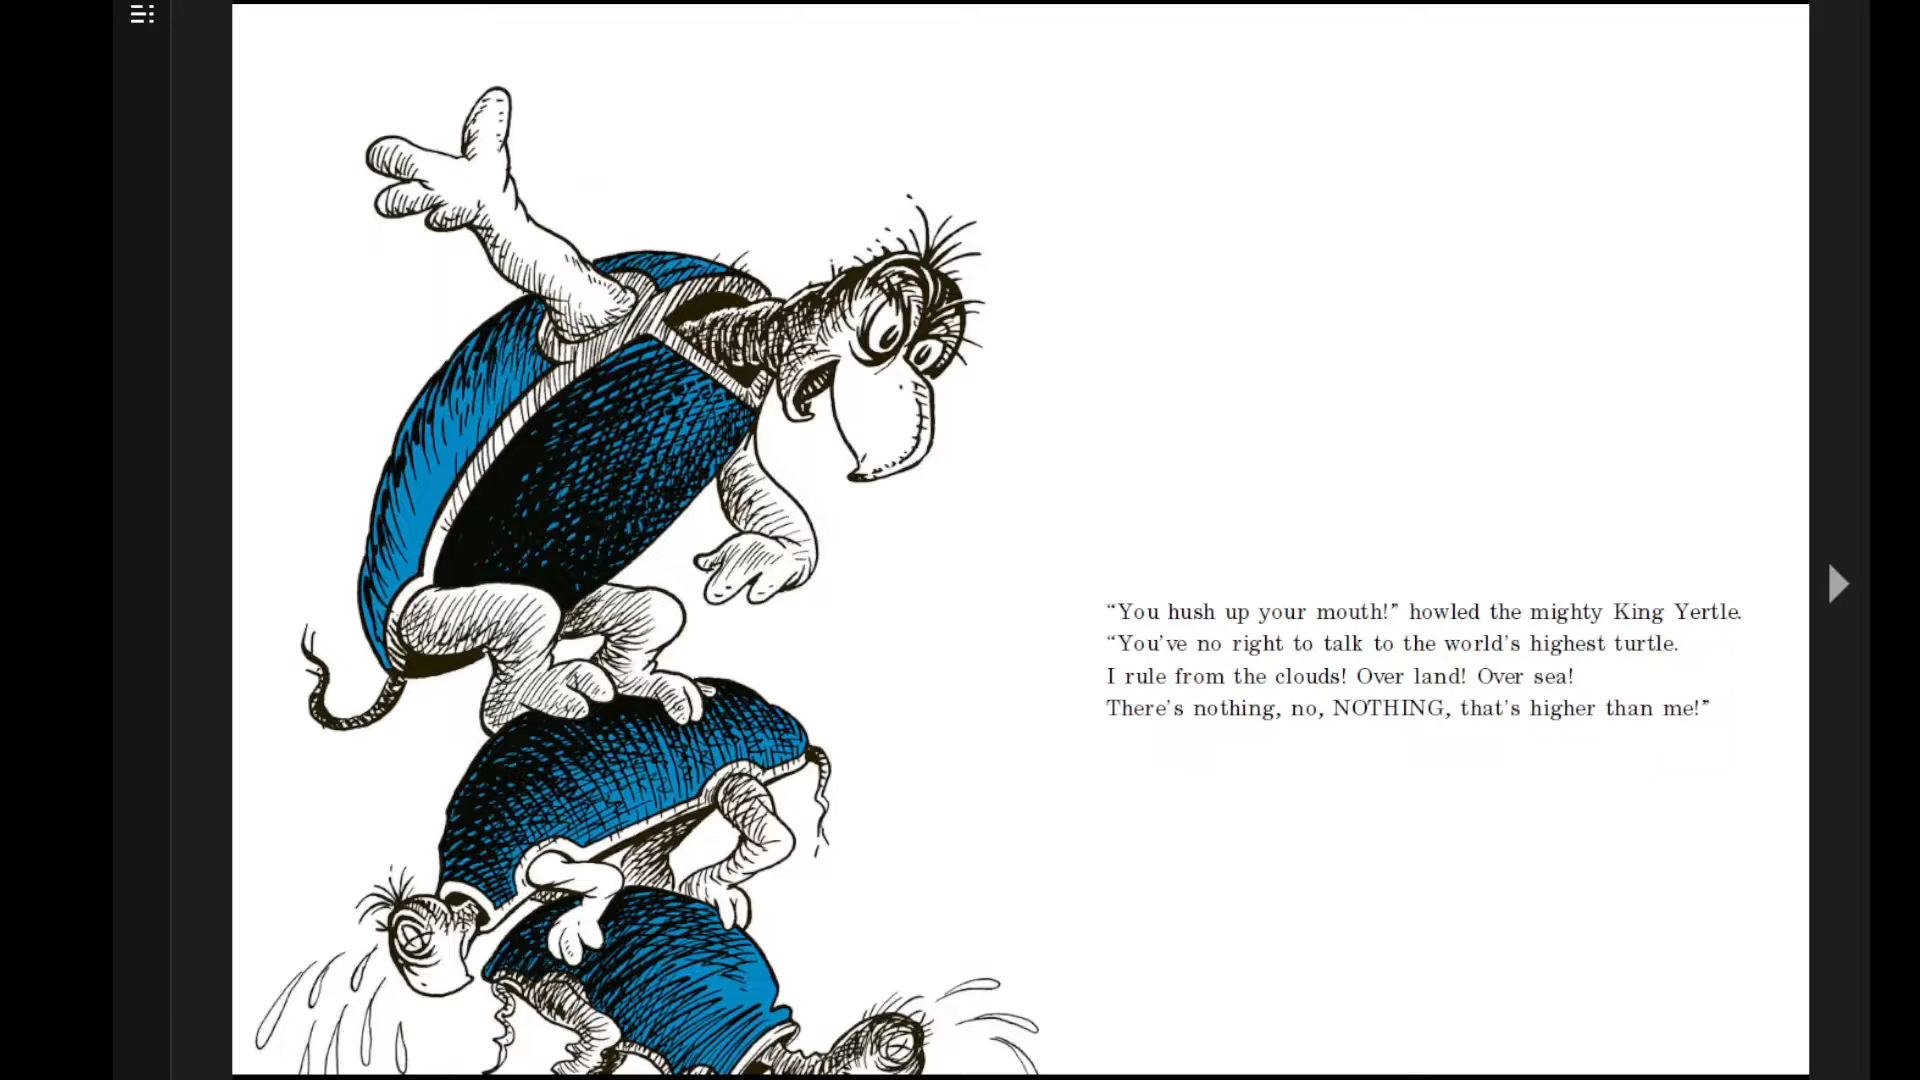 “You hush up your mouth!” howled the mighty King Yertle.
“You’ve no right to talk to the world’s highest turtle.
I rule from the clouds! Over land! Over sea!
There’s nothing, no, NOTHING, that’s higher than me!”